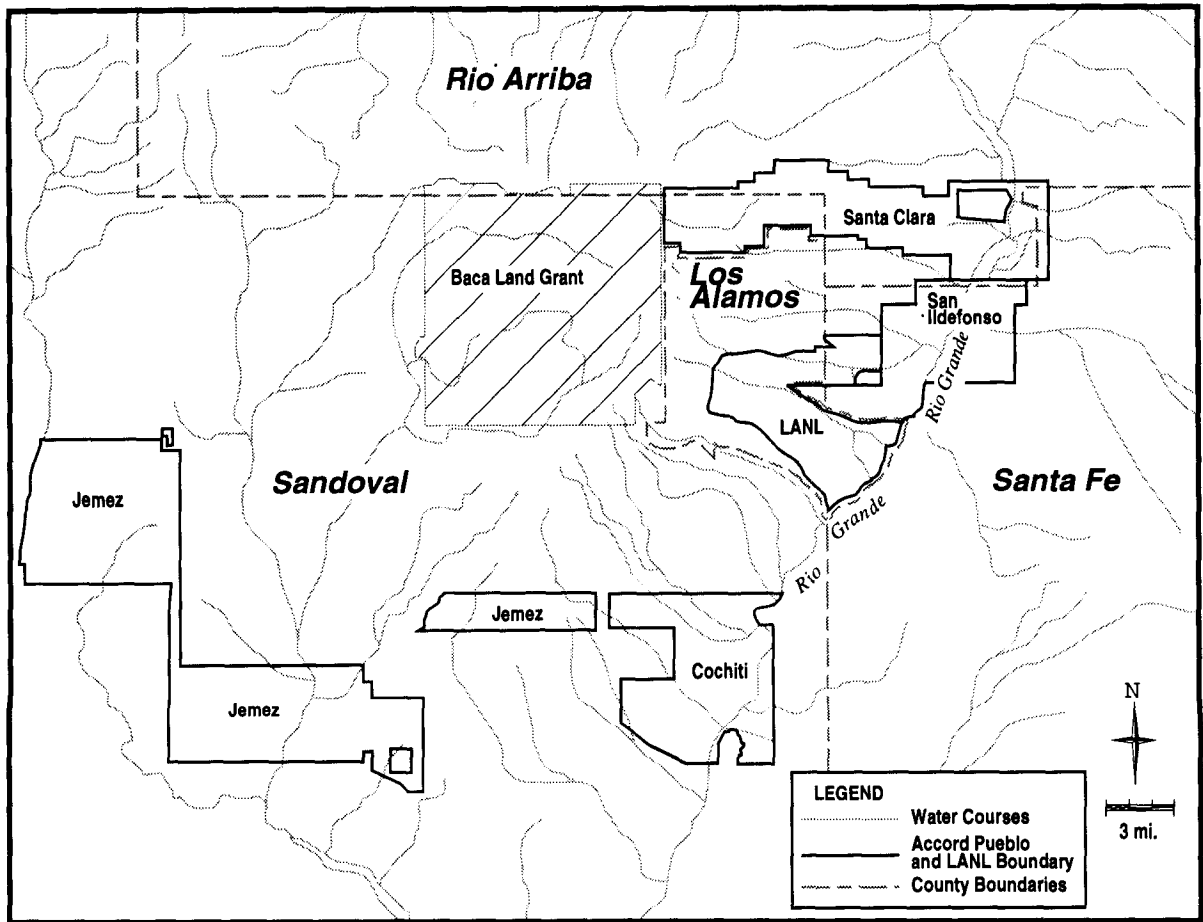 Rio Arriba
Santa Clara
Baca Land Grant
Los
Alamos
San
Ildefonso
Rio Grande
LANL
Jemez
Sandoval
Santa Fe
Grande
Rio
Jemez
Cochiti
Jemez
N
3 mi.
LEGEND
Water Courses
Accord Pueblo
and LANL Boundary
County Boundaries